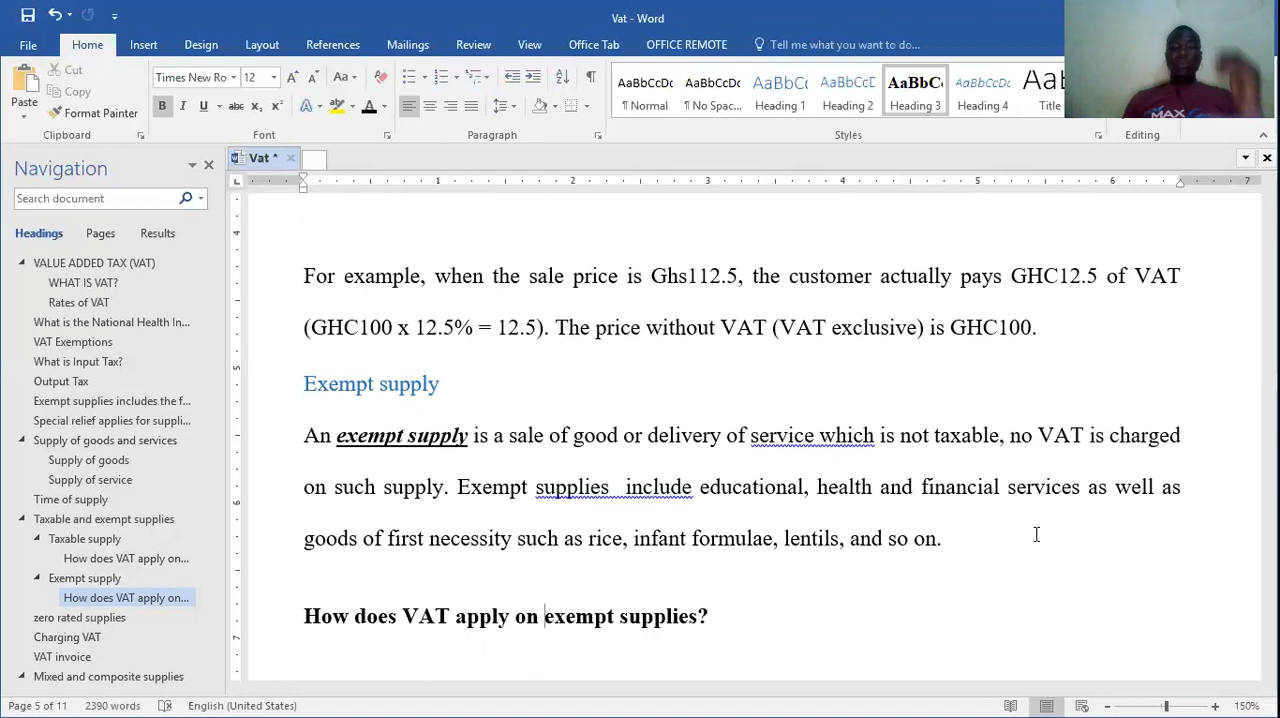 Vat - Word
File Home Insert Design Layout References Mailings Review View Office Tab OFFICE REMOTE Tell me what you want to do...
Paste
Cut
Copy
Format Painter
Clipboard
Times New Ro 12
Font
Paragraph
AaBbCcDc AaBbCcDc AaBbCc AaBbCcD AaBbC AaBbCcD
¶ Normal ¶ No Spac... Heading 1 Heading 2 Heading 3 Heading 4 Title
Styles
Editing
MAX
Vat *
Navigation
Search document
Headings Pages Results
VALUE ADDED TAX (VAT)
WHAT IS VAT?
Rates of VAT
What is the National Health In...
VAT Exemptions
What is Input Tax?
Output Tax
Exempt supplies includes the f...
Special relief applies for suppli...
Supply of goods and services
Supply of goods
Supply of service
Time of supply
Taxable and exempt supplies
Taxable supply
How does VAT apply on...
Exempt supply
How does VAT apply on...
zero rated supplies
Charging VAT
VAT invoice
Mixed and composite supplies
1 2 3 4 5 6 7
For example, when the sale price is Ghs112.5, the customer actually pays GHC12.5 of VAT
(GHC100 x 12.5% = 12.5). The price without VAT (VAT exclusive) is GHC100.
Exempt supply
An exempt supply is a sale of good or delivery of service which is not taxable, no VAT is charged
on such supply. Exempt supplies include educational, health and financial services as well as
goods of first necessity such as rice, infant formulae, lentils, and so on.
How does VAT apply on exempt supplies?
Page 5 of 11 2390 words English (United States) 150%